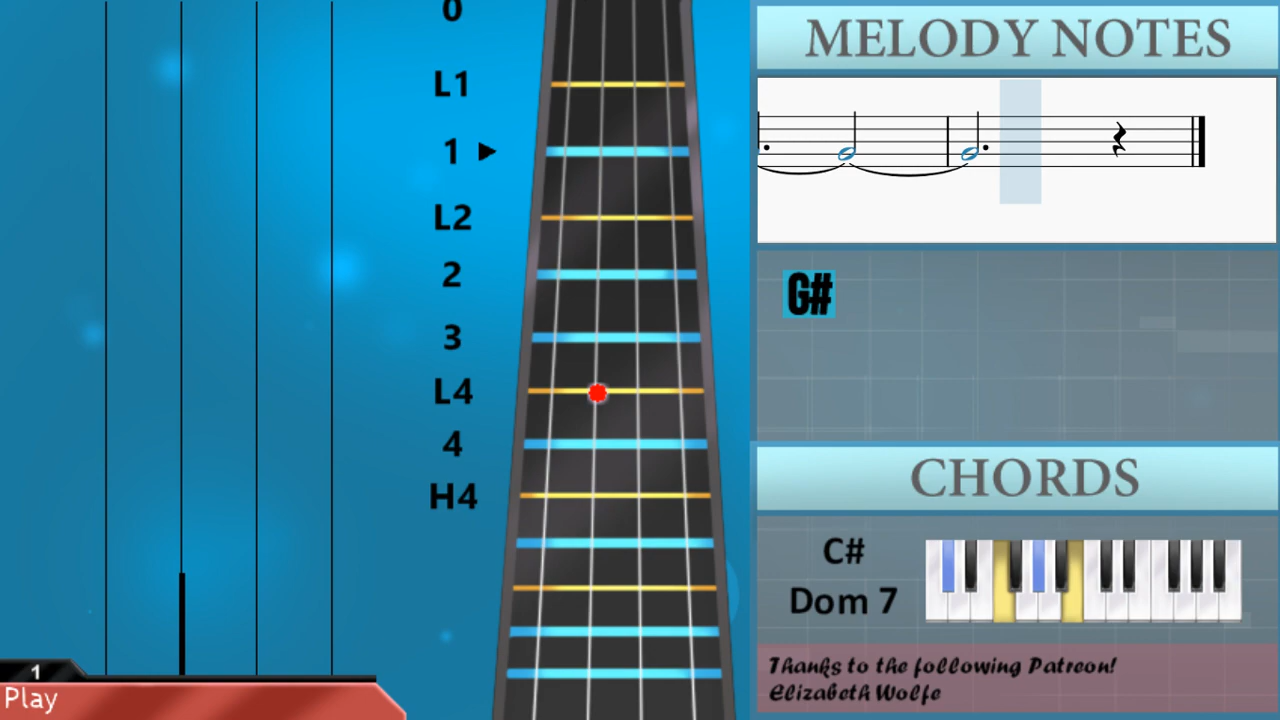 0
L1
1
L2
2
3
L4
4
H4
1
Play
MELODY NOTES
G#
CHORDS
C#
Dom 7
Thanks to the following Patreon!
Elizabeth Wolfe